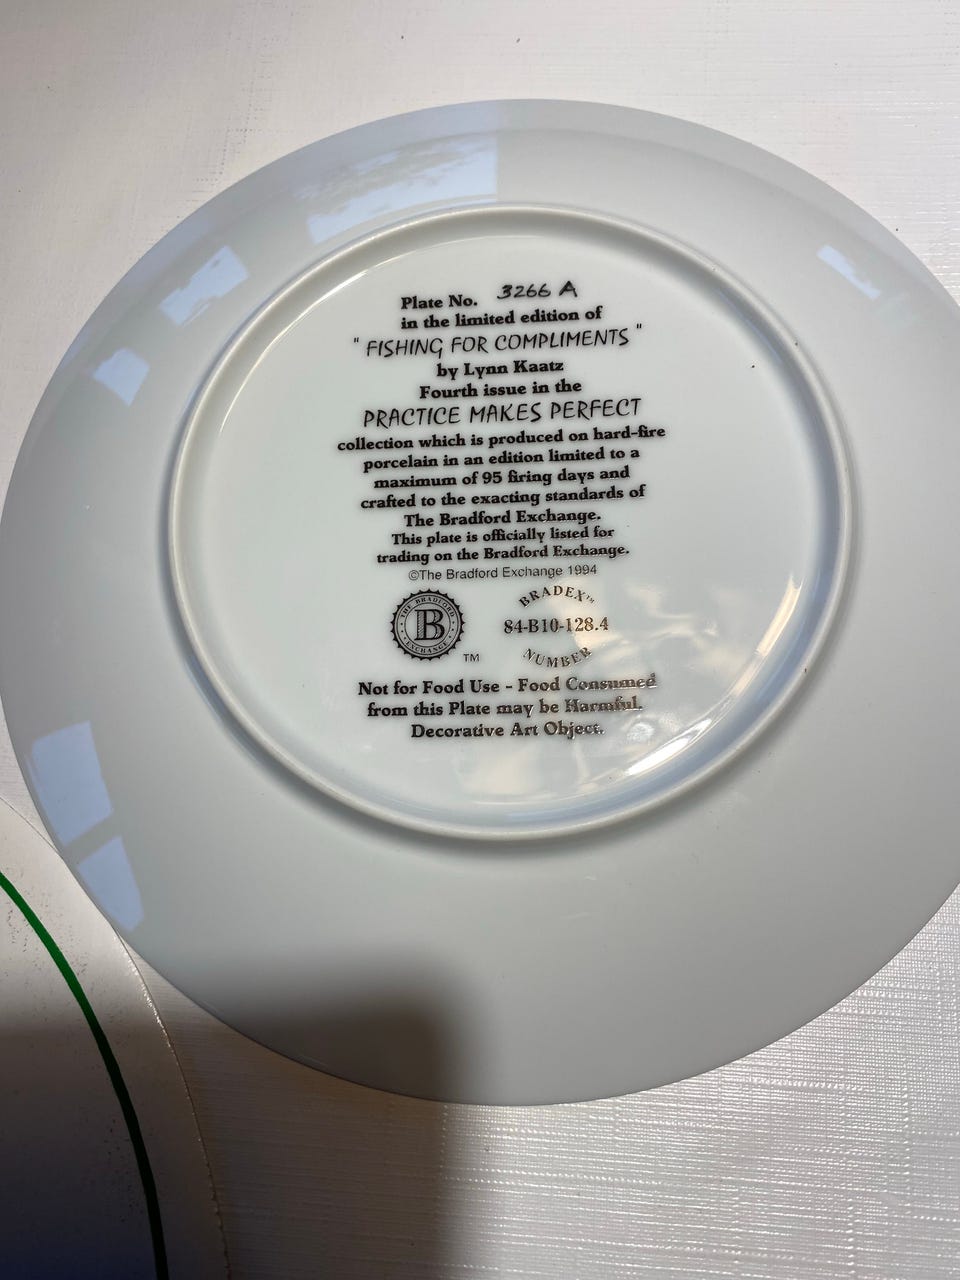 Plate No. 3266 A
in the limited edition of
" FISHING FOR COMPLIMENTS "
by Lynn Kaatz
Fourth issue in the
PRACTICE MAKES PERFECT
collection which is produced on hard-fire
porcelain in an edition limited to a
maximum of 95 firing days and
crafted to the exacting standards of
The Bradford Exchange.
This plate is officially listed for
trading on the Bradford Exchange.
©The Bradford Exchange 1994
THE BRADFORD
B
EXCHANGE
TM
BRADEX™
84-B10-128.4
NUMBER
Not for Food Use - Food Consumed
from this Plate may be Harmful.
Decorative Art Object.